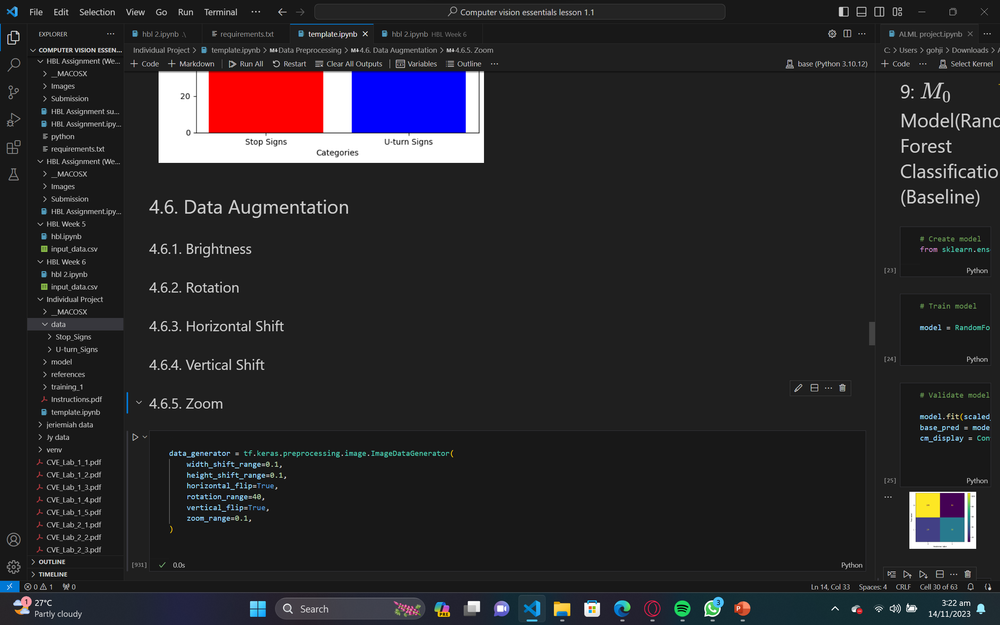 File Edit Selection View Go Run Terminal ···
Computer vision essentials lesson 1.1
EXPLORER
COMPUTER VISION ESSEN...
HBL Assignment (We...
__MACOSX
Images
Submission
HBL Assignment su...
HBL Assignment.ipy...
python
requirements.txt
HBL Assignment (We...
__MACOSX
Images
Submission
HBL Assignment.ipy...
HBL Week 5
hbl.ipynb
input_data.csv
HBL Week 6
hbl 2.ipynb
input_data.csv
Individual Project
__MACOSX
data
Stop_Signs
U-turn_Signs
model
references
training_1
Instructions.pdf
template.ipynb
jeriemiah data
Jy data
venv
CVE_Lab_1_1.pdf
CVE_Lab_1_2.pdf
CVE_Lab_1_3.pdf
CVE_Lab_1_4.pdf
CVE_Lab_1_5.pdf
CVE_Lab_2_1.pdf
CVE_Lab_2_2.pdf
CVE_Lab_2_3.pdf
OUTLINE
TIMELINE
hbl 2.ipynb .\ requirements.txt template.ipynb hbl 2.ipynb HBL Week 6
Individual Project > template.ipynb > M↓Data Preprocessing > M↓4.6. Data Augmentation > M↓4.6.5. Zoom
+ Code + Markdown Run All Restart Clear All Outputs Variables Outline ··· base (Python 3.10.12)
20
0
Stop Signs U-turn Signs
Categories
4.6. Data Augmentation
4.6.1. Brightness
4.6.2. Rotation
4.6.3. Horizontal Shift
4.6.4. Vertical Shift
4.6.5. Zoom
data_generator = tf.keras.preprocessing.image.ImageDataGenerator(
width_shift_range=0.1,
height_shift_range=0.1,
horizontal_flip=True,
rotation_range=40,
vertical_flip=True,
zoom_range=0.1,
)
[931] 0.0s Python
ALML project.ipynb
C: > Users > gohji > Downloads >
+ Code ··· Select Kernel
9: M0
Model(Rand
Forest
Classificatio
(Baseline)
# Create model
from sklearn.ens
[23] Python
# Train model
model = RandomFo
[24] Python
# Validate model
model.fit(scaled_
base_pred = mode
cm_display = Con
[25] Python
Predicted label
0 1 0
Ln 14, Col 33 Spaces: 4 CRLF Cell 30 of 63
1 27°C
Partly cloudy
Search
PRE
3
P
3:22 am
14/11/2023